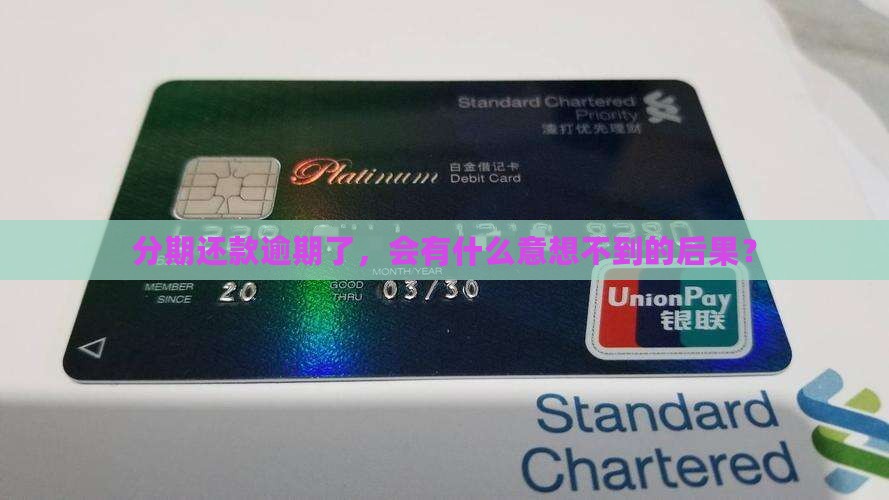 Standard Chartered
Priority
渣打优先理财
Platinum 白金借记卡
Debit Card
分期还款逾期了，会有什么意想不到的后果？
MEMBER SINCE 20
GOOD THRU
MONTH/YEAR
03/30
UnionPay
银联
Standard
Chartered